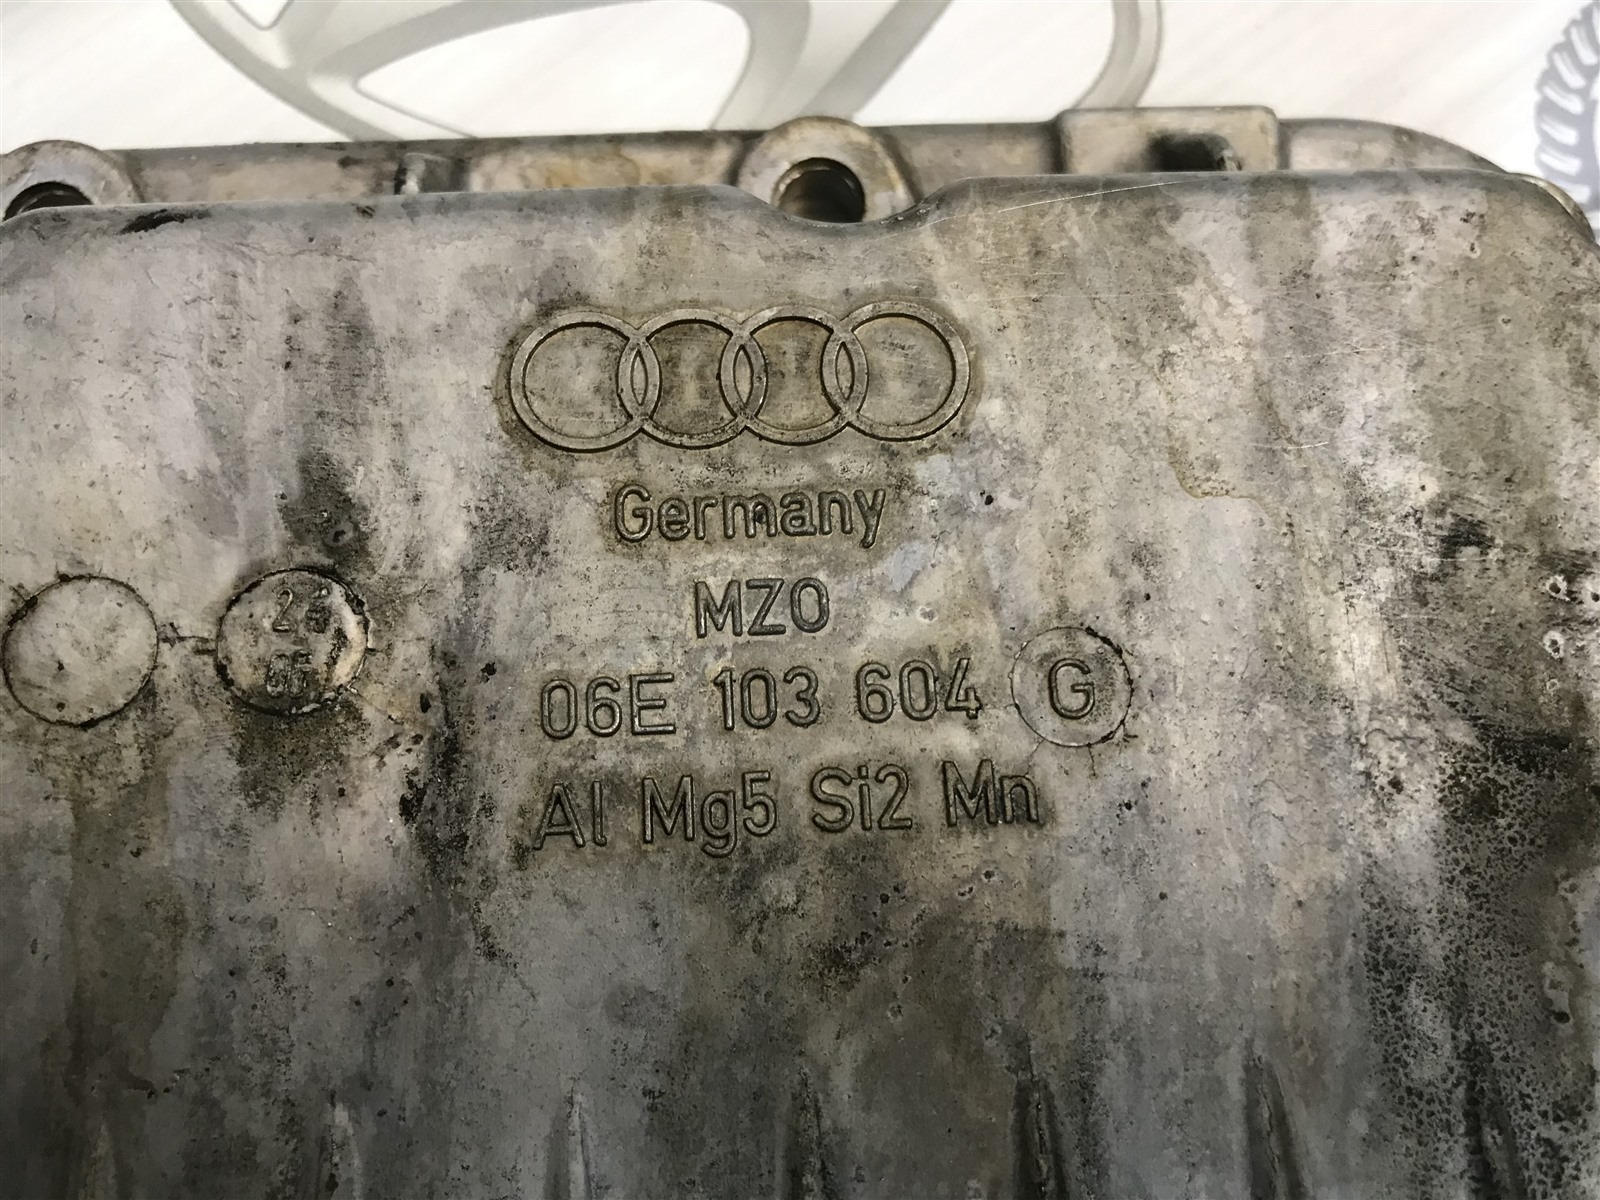 Germany
MZO
06E 103 604 G
Al Mg5 Si2 Mn